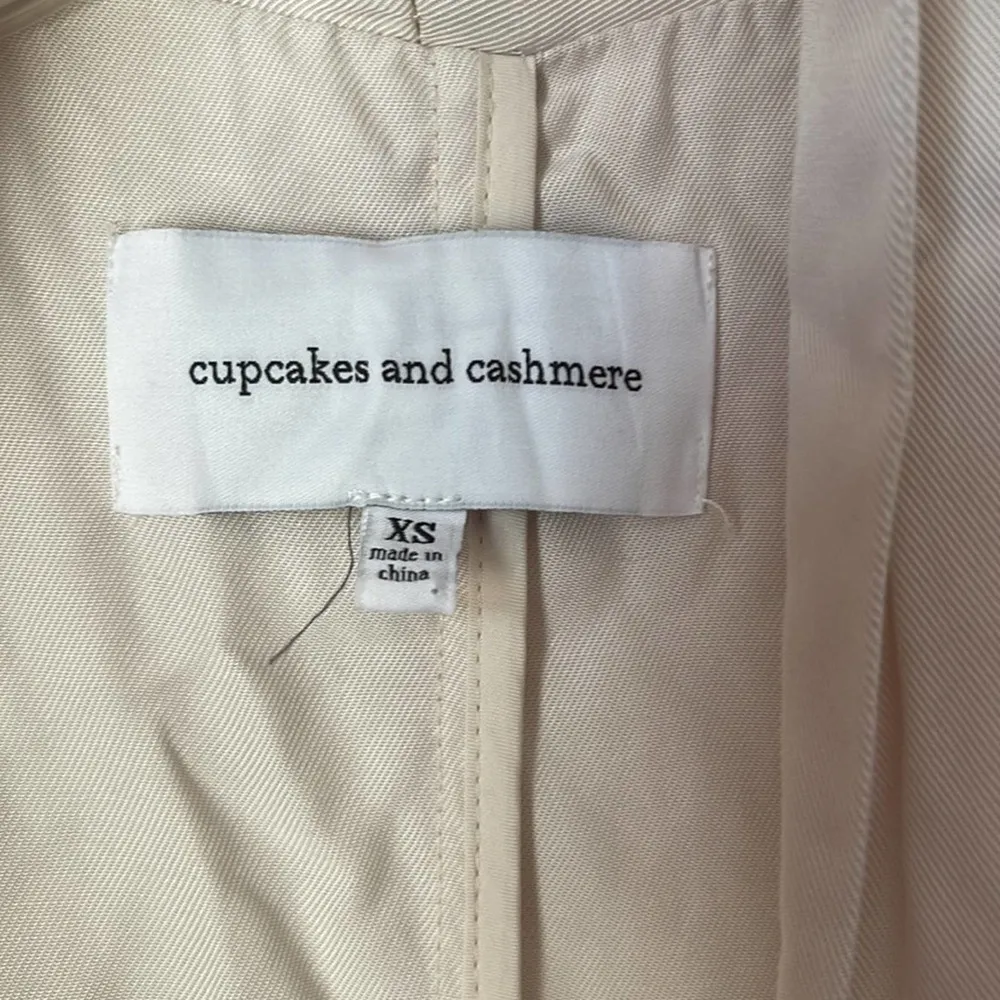 cupcakes and cashmere
XS
made in
china